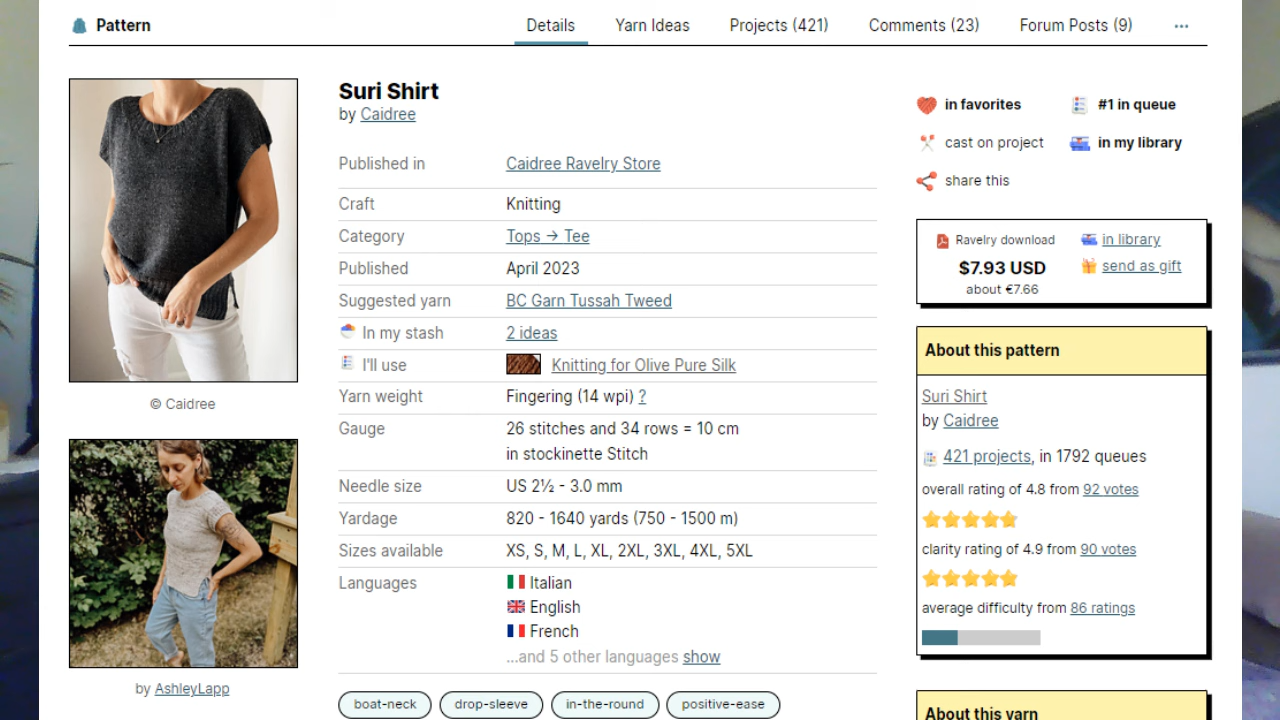 Pattern
Details
Yarn Ideas
Projects (421)
Comments (23)
Forum Posts (9)
Suri Shirt
by Caidree
Published in Caidree Ravelry Store
Craft Knitting
Category Tops → Tee
Published April 2023
Suggested yarn BC Garn Tussah Tweed
In my stash 2 ideas
I'll use Knitting for Olive Pure Silk
Yarn weight Fingering (14 wpi) ?
Gauge 26 stitches and 34 rows = 10 cm
in stockinette Stitch
Needle size US 2½ - 3.0 mm
Yardage 820 - 1640 yards (750 - 1500 m)
Sizes available XS, S, M, L, XL, 2XL, 3XL, 4XL, 5XL
Languages Italian
English
French
...and 5 other languages show
boat-neck drop-sleeve in-the-round positive-ease
© Caidree
by AshleyLapp
in favorites #1 in queue
cast on project in my library
share this
Ravelry download in library
$7.93 USD send as gift
about €7.66
About this pattern
Suri Shirt
by Caidree
421 projects, in 1792 queues
overall rating of 4.8 from 92 votes
clarity rating of 4.9 from 90 votes
average difficulty from 86 ratings
About this yarn